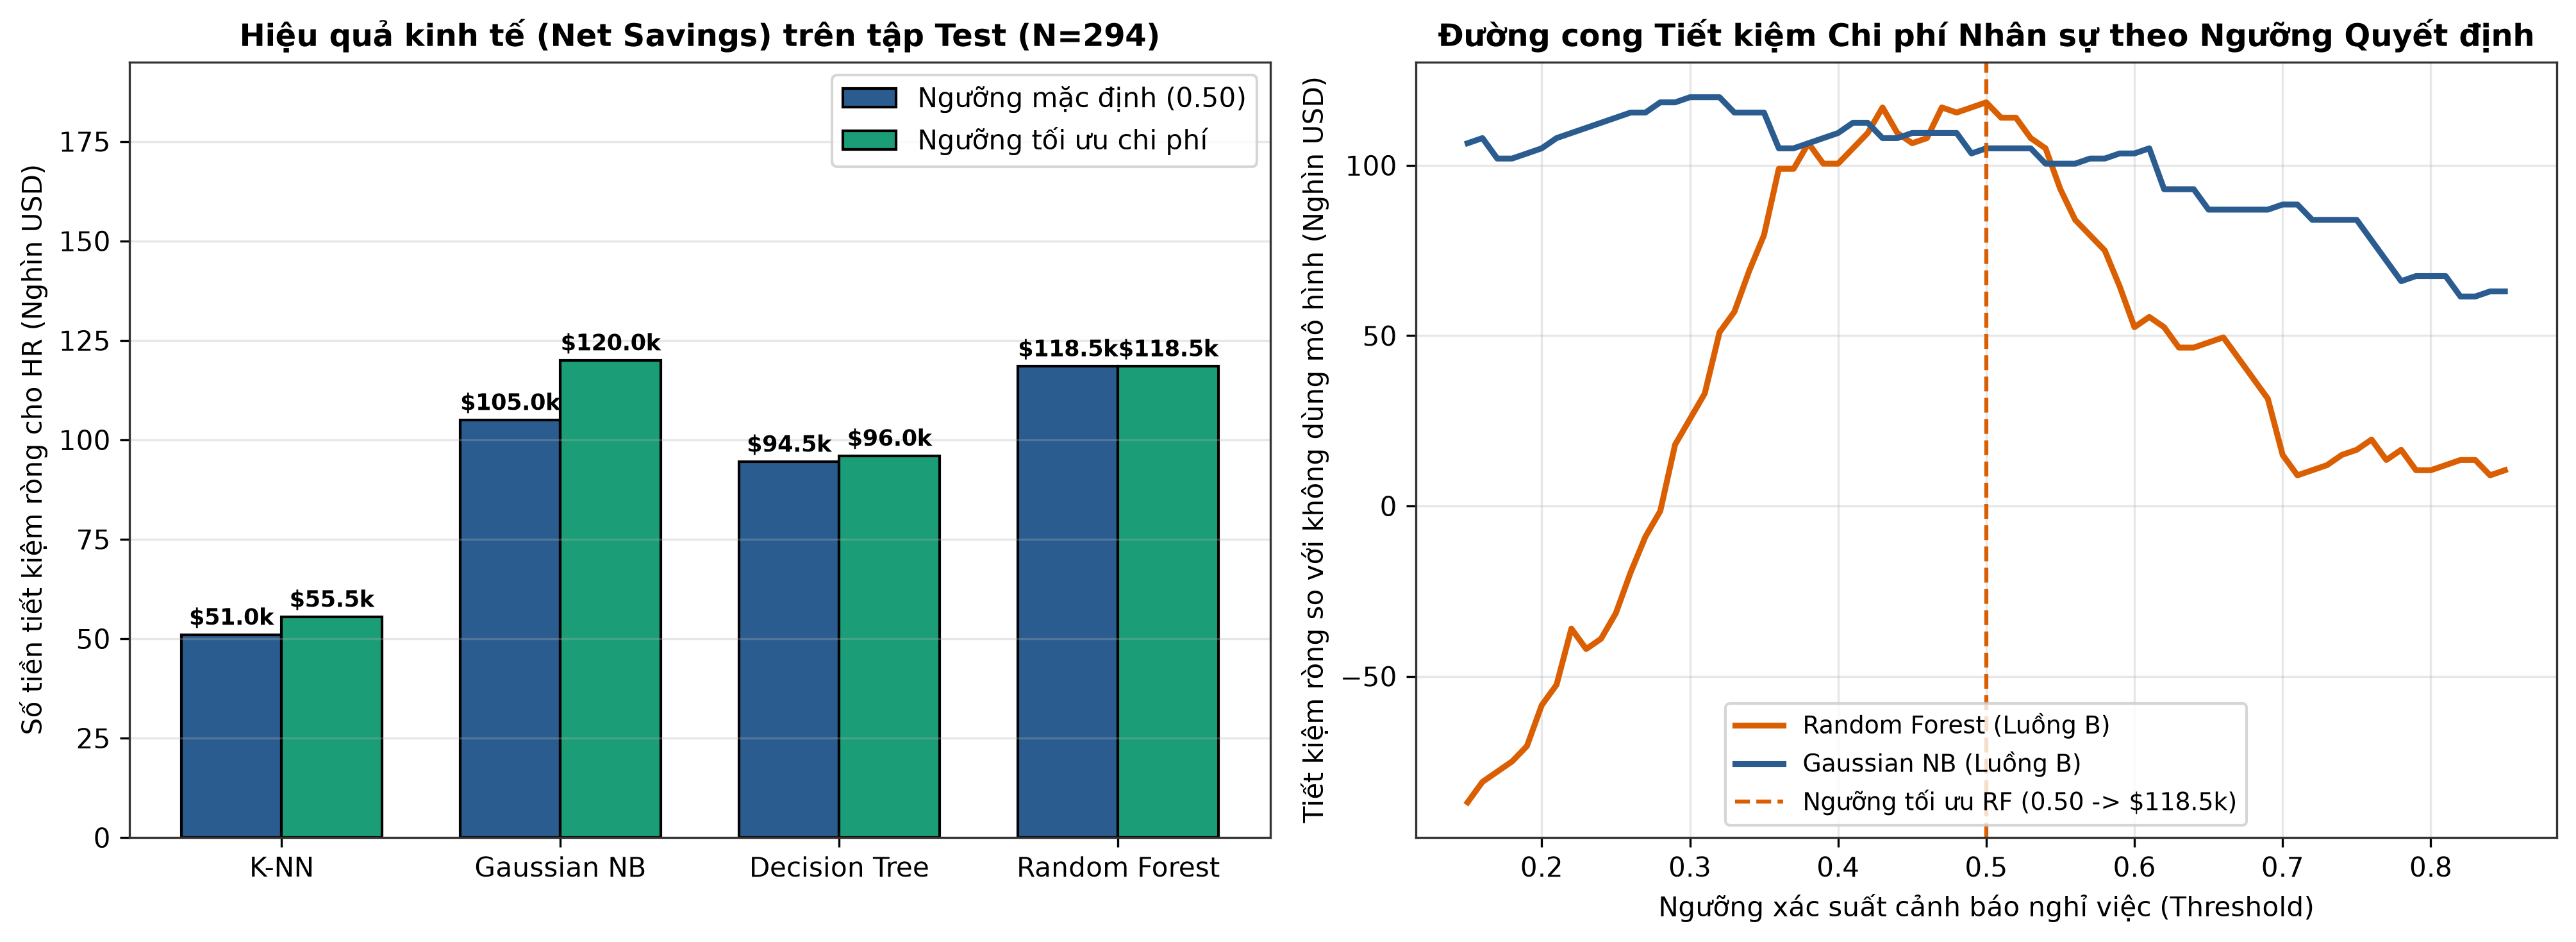 Hiệu quả kinh tế (Net Savings) trên tập Test (N=294)
Số tiền tiết kiệm ròng cho HR (Nghìn USD)
175
150
125
100
75
50
25
0
Ngưỡng mặc định (0.50)
Ngưỡng tối ưu chi phí
$51.0k
$55.5k
$105.0k
$120.0k
$94.5k
$96.0k
$118.5k
$118.5k
K-NN
Gaussian NB
Decision Tree
Random Forest
Đường cong Tiết kiệm Chi phí Nhân sự theo Ngưỡng Quyết định
Tiết kiệm ròng so với không dùng mô hình (Nghìn USD)
100
50
0
−50
Random Forest (Luồng B)
Gaussian NB (Luồng B)
Ngưỡng tối ưu RF (0.50 -> $118.5k)
0.2
0.3
0.4
0.5
0.6
0.7
0.8
Ngưỡng xác suất cảnh báo nghỉ việc (Threshold)